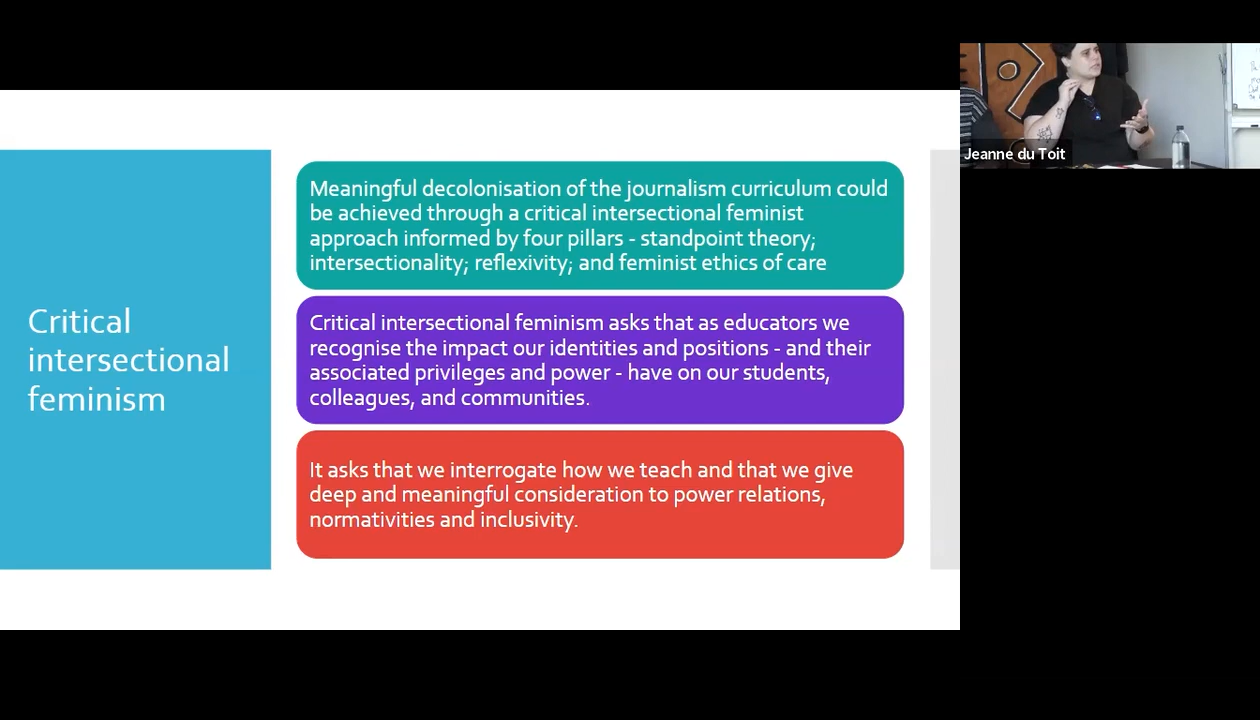 Critical
intersectional
feminism
Meaningful decolonisation of the journalism curriculum could
be achieved through a critical intersectional feminist
approach informed by four pillars - standpoint theory;
intersectionality; reflexivity; and feminist ethics of care
Critical intersectional feminism asks that as educators we
recognise the impact our identities and positions - and their
associated privileges and power - have on our students,
colleagues, and communities.
It asks that we interrogate how we teach and that we give
deep and meaningful consideration to power relations,
normativities and inclusivity.
Jeanne du Toit